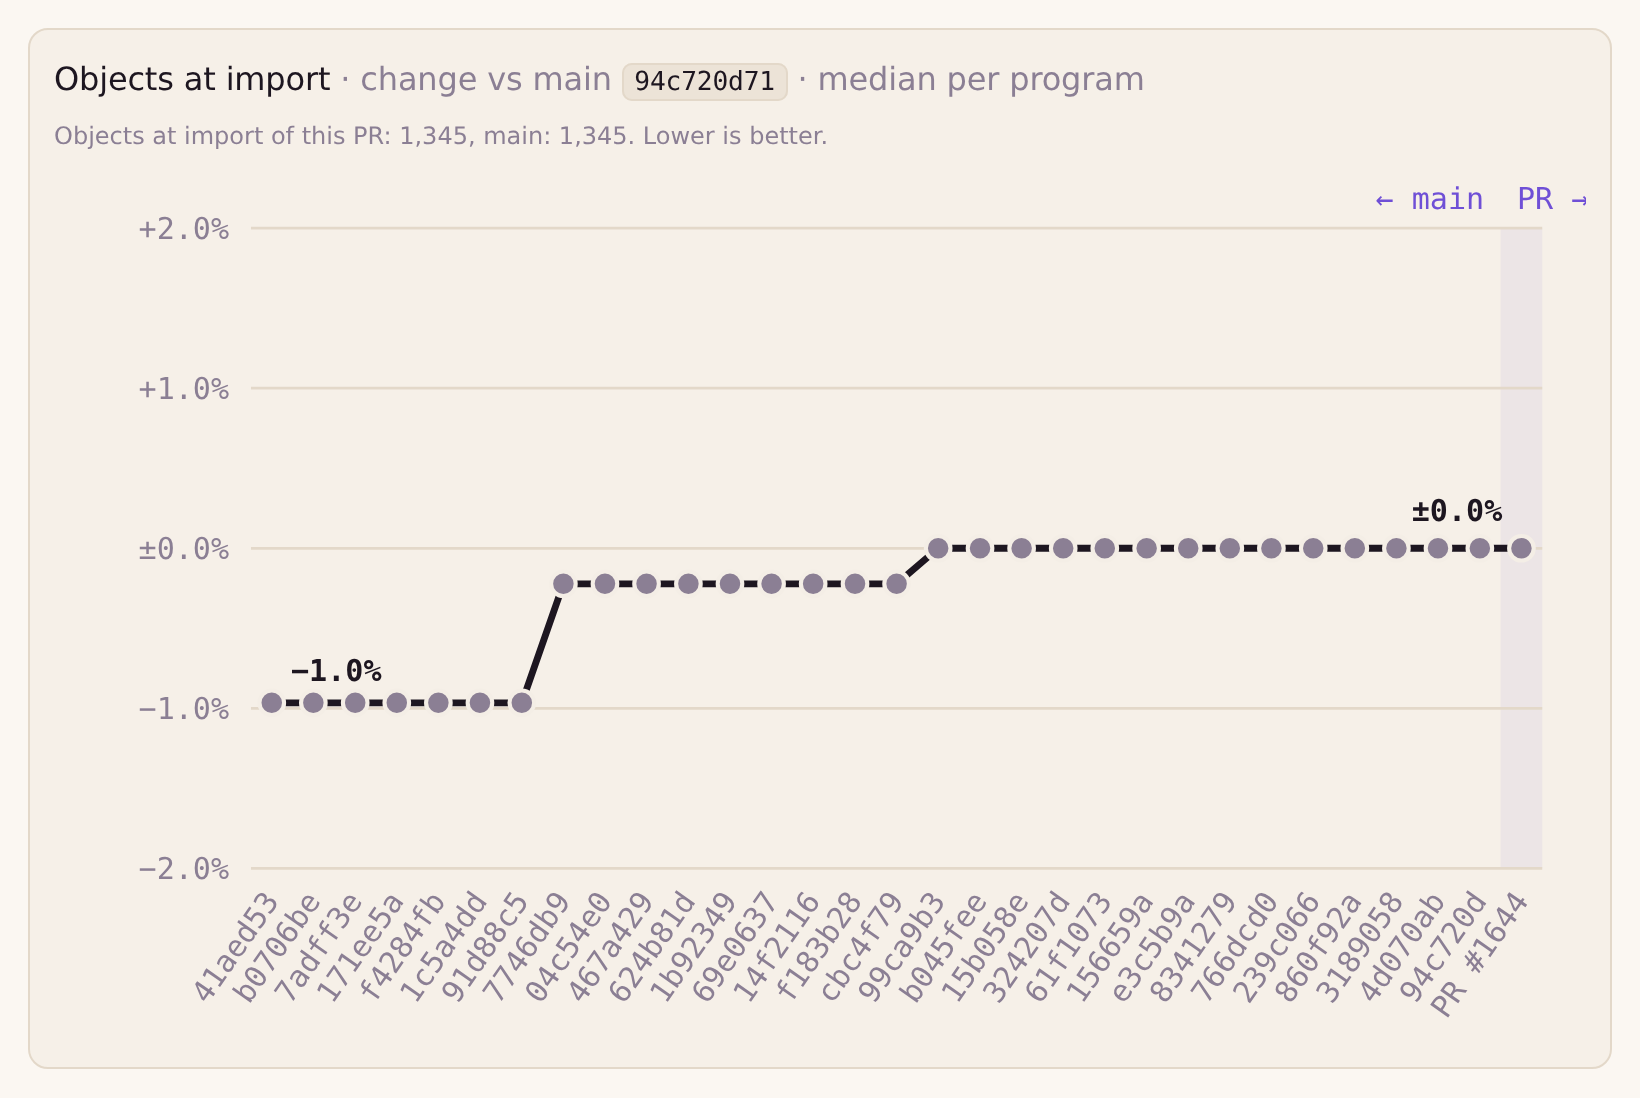 Objects at import · change vs main 94c720d71 · median per program
Objects at import of this PR: 1,345, main: 1,345. Lower is better.
← main PR →
+2.0%
+1.0%
±0.0%
−1.0%
−2.0%
−1.0%
±0.0%
41aed53
b0706be
7adff3e
171ee5a
f4284fb
1c5a4dd
91d88c5
7746db9
04c54e0
467a429
624b81d
1b92349
69e0637
14f2116
f183b28
cbc4f79
99ca9b3
b045fee
15b058e
324207d
61f1073
156659a
e3c5b9a
8341279
766dcd0
239c066
860f92a
3189058
4d070ab
94c720d
PR #1644